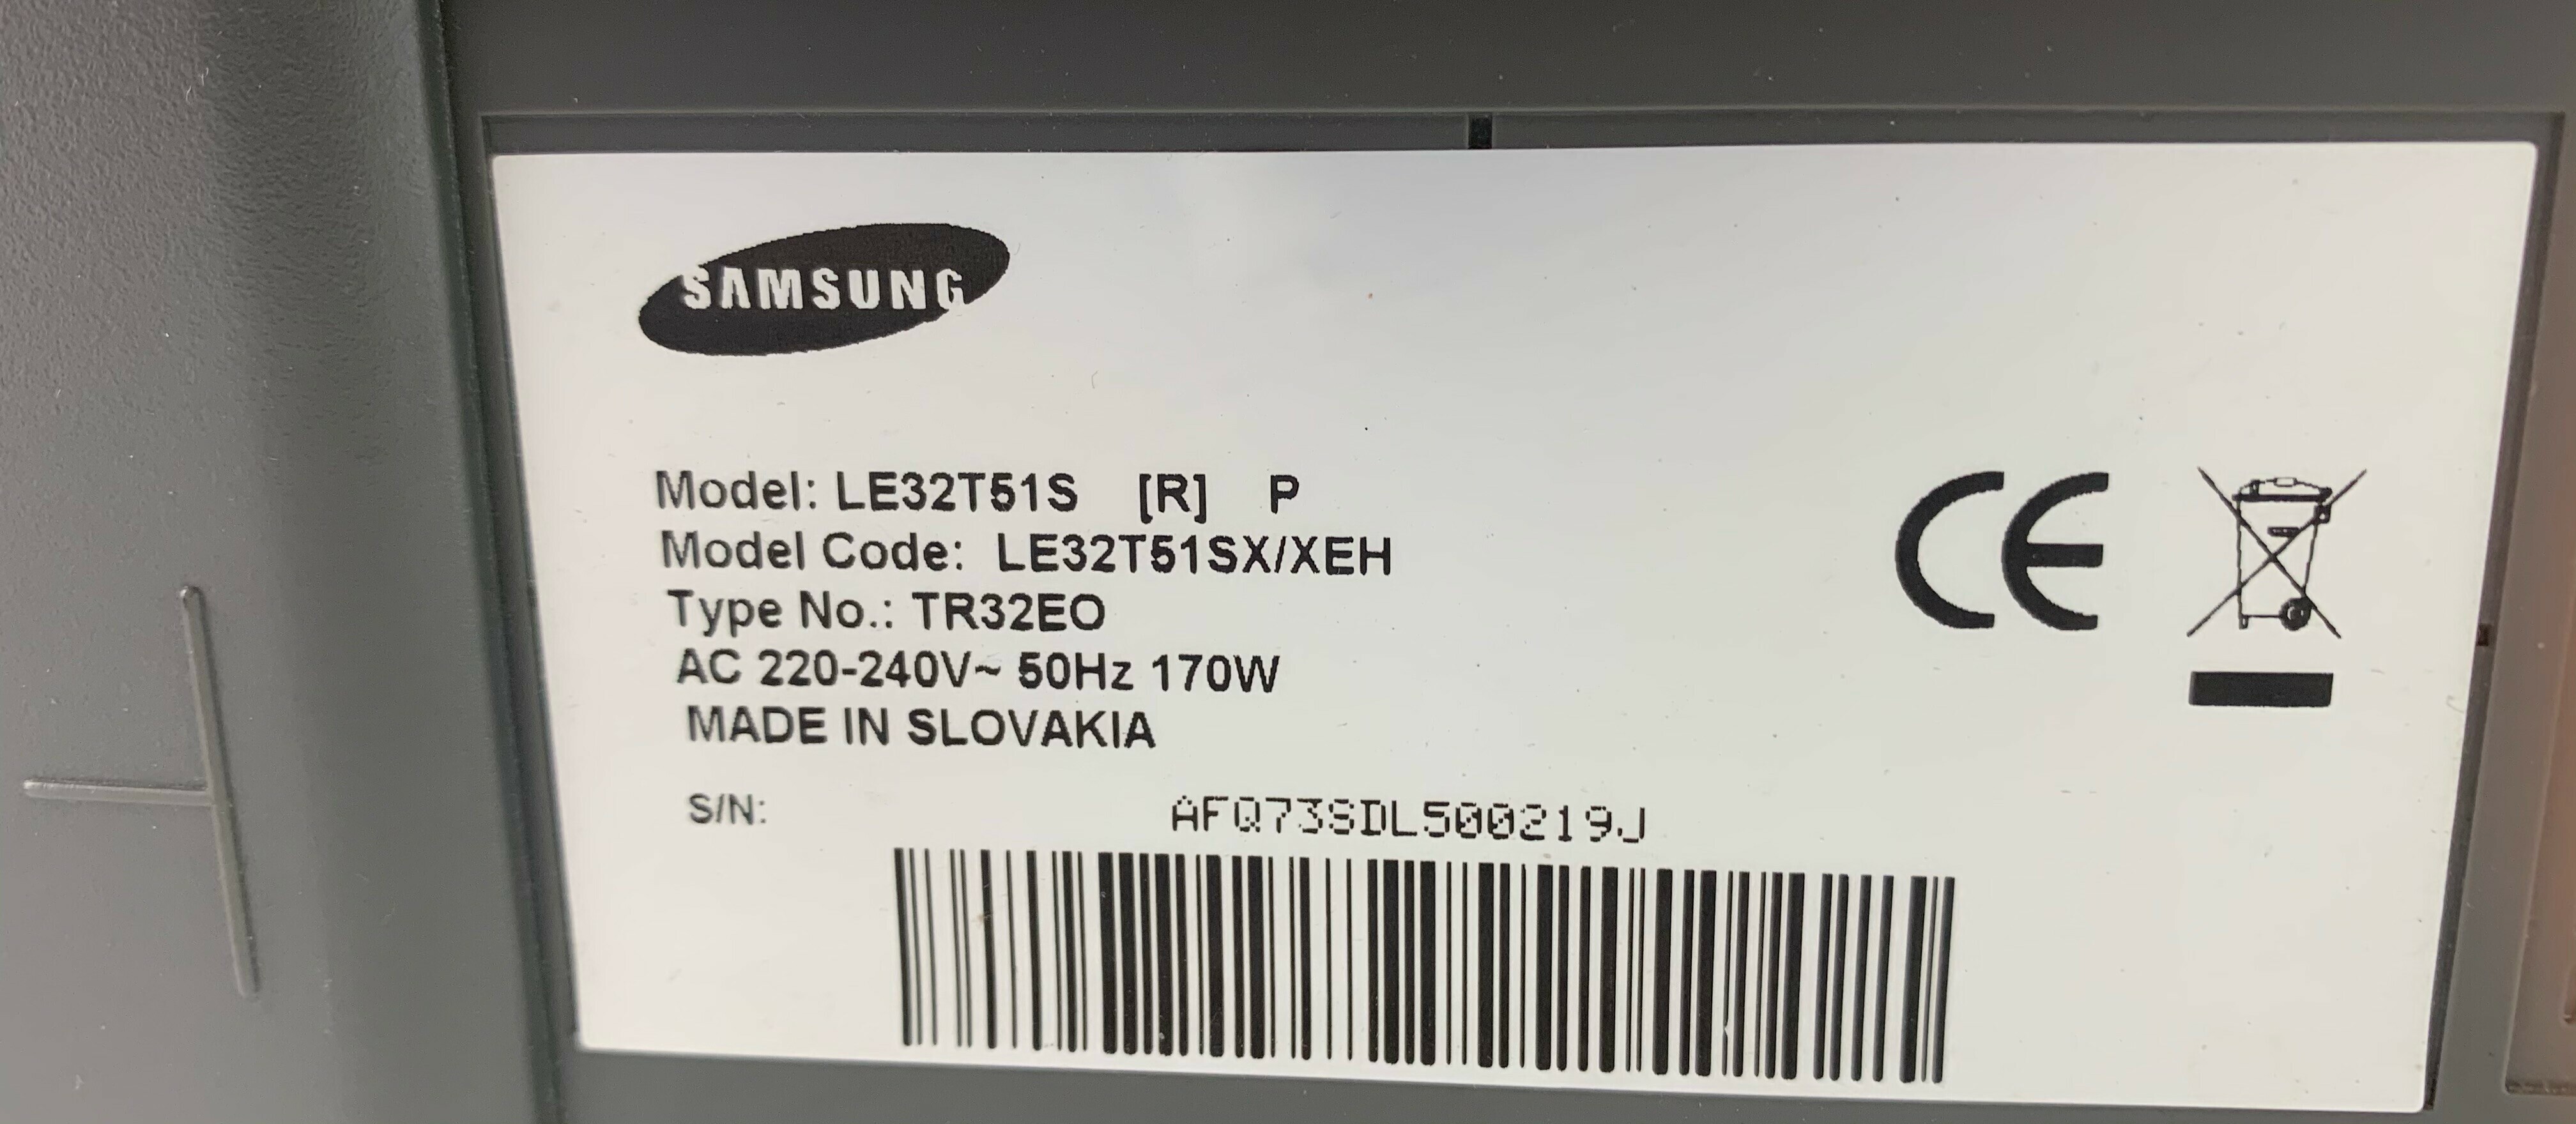 SAMSUNG
Model: LE32T51S [R] P
Model Code: LE32T51SX/XEH
Type No.: TR32EO
AC 220-240V~ 50Hz 170W
MADE IN SLOVAKIA
S/N: AFQ73SDL500219J
CE